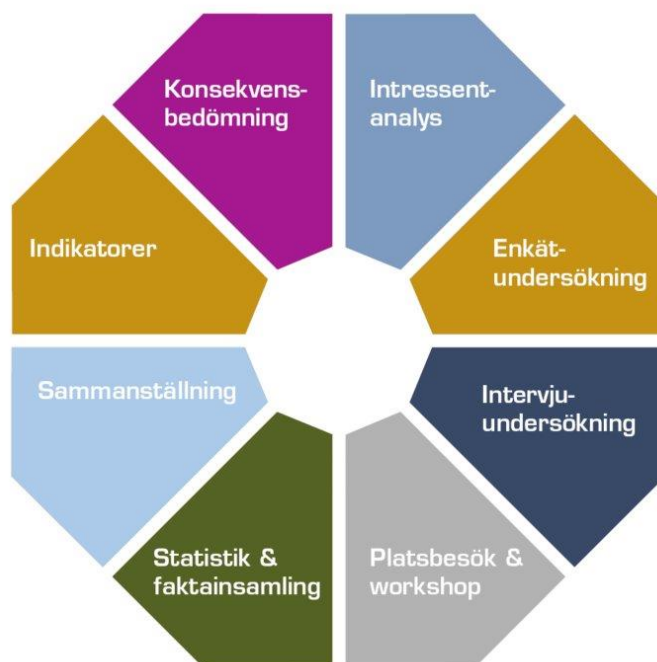 Konsekvens-
bedömning
Intressent-
analys
Indikatorer
Enkät-
undersökning
Sammanställning
Intervju-
undersökning
Statistik &
faktainsamling
Platsbesök &
workshop